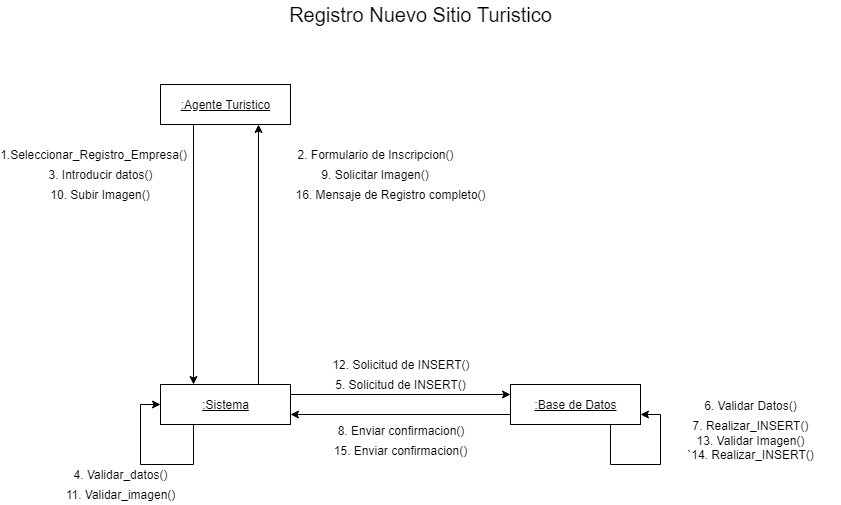 Registro Nuevo Sitio Turistico
:Agente Turistico
1.Seleccionar_Registro_Empresa()
3. Introducir datos()
10. Subir Imagen()
2. Formulario de Inscripcion()
9. Solicitar Imagen()
16. Mensaje de Registro completo()
12. Solicitud de INSERT()
5. Solicitud de INSERT()
:Sistema
:Base de Datos
8. Enviar confirmacion()
15. Enviar confirmacion()
6. Validar Datos()
7. Realizar_INSERT()
13. Validar Imagen()
`14. Realizar_INSERT()
4. Validar_datos()
11. Validar_imagen()